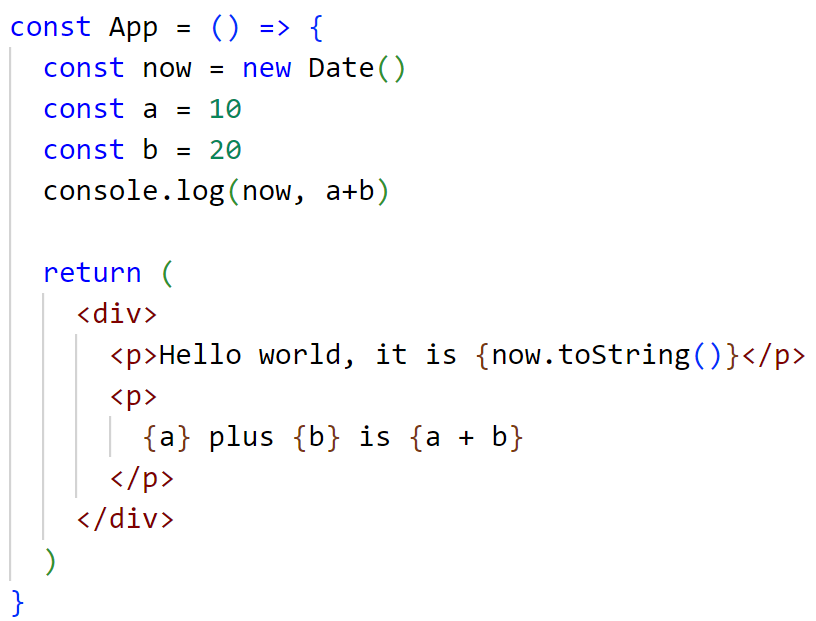 const App = () => {
  const now = new Date()
  const a = 10
  const b = 20
  console.log(now, a+b)

  return (
    <div>
      <p>Hello world, it is {now.toString()}</p>
      <p>
        {a} plus {b} is {a + b}
      </p>
    </div>
  )
}